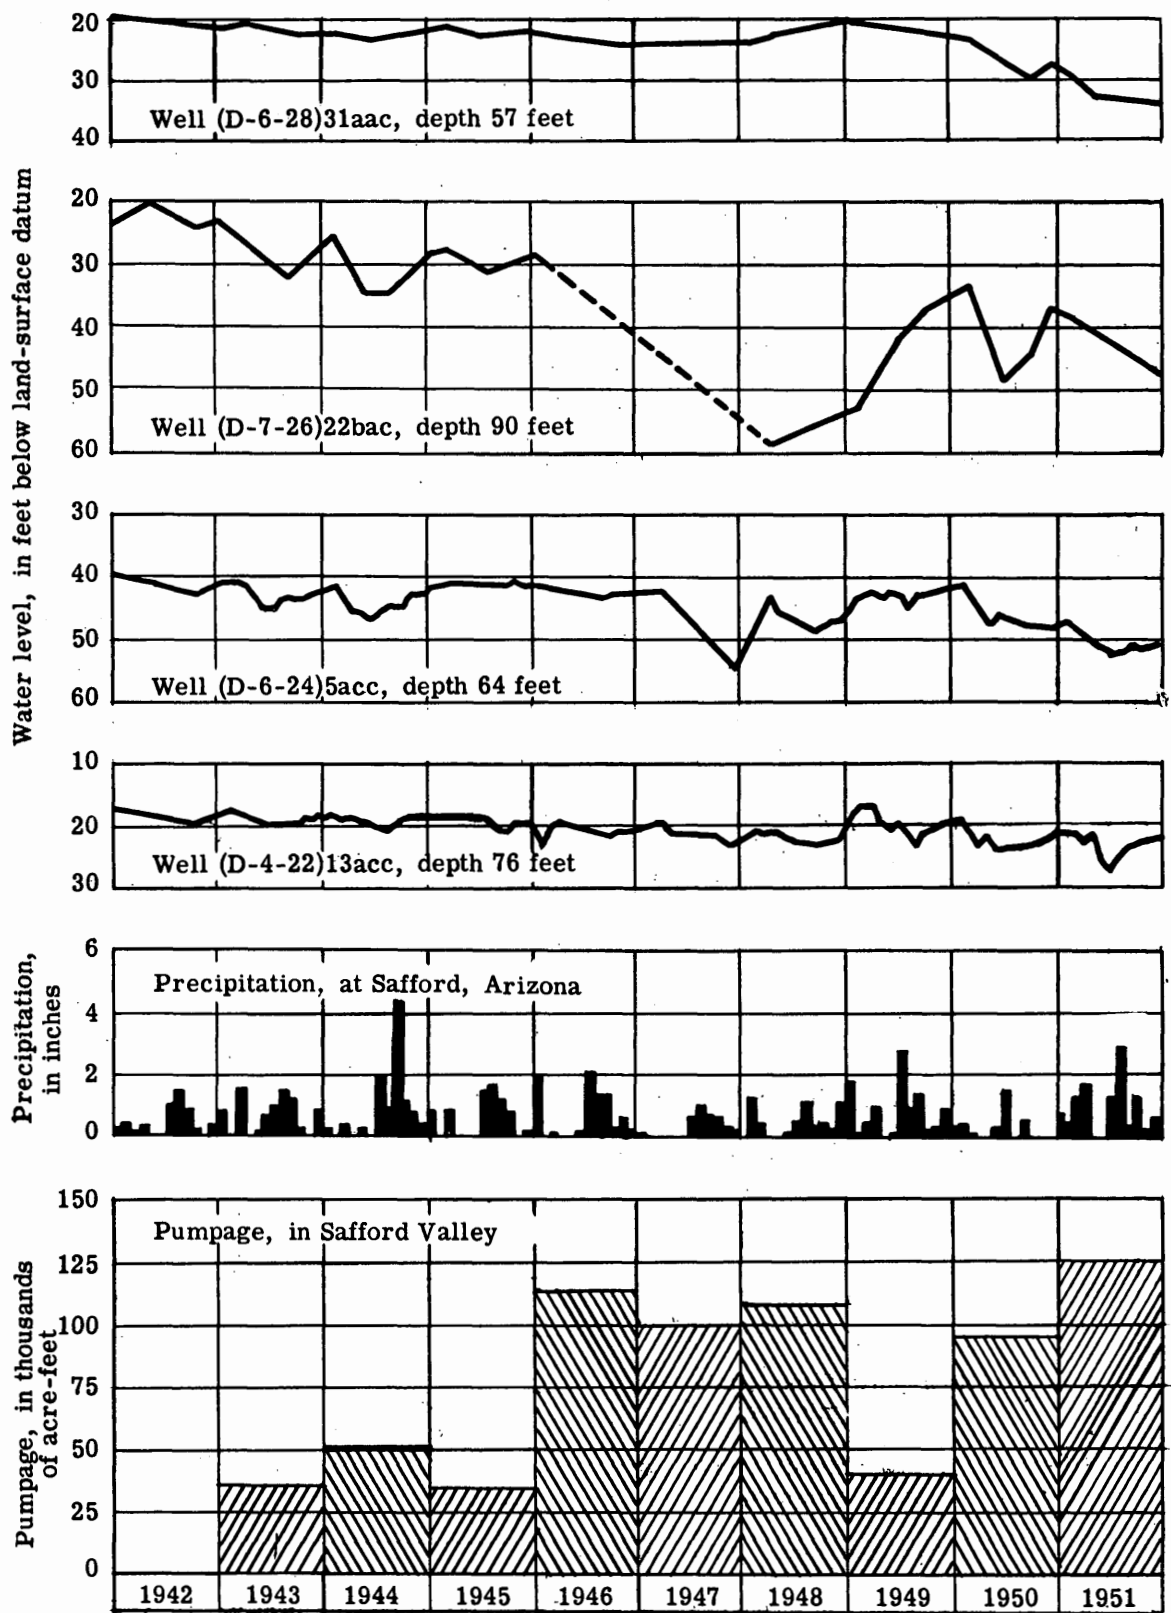 Water level, in feet below land-surface datum
20
30
40
Well (D-6-28)31aac, depth 57 feet
20
30
40
50
60
Well (D-7-26)22bac, depth 90 feet
30
40
50
60
Well (D-6-24)5acc, depth 64 feet
10
20
30
Well (D-4-22)13acc, depth 76 feet
Precipitation,
in inches
6
4
2
0
Precipitation, at Safford, Arizona
Pumpage, in thousands
of acre-feet
150
125
100
75
50
25
0
Pumpage, in Safford Valley
1942 1943 1944 1945 1946 1947 1948 1949 1950 1951